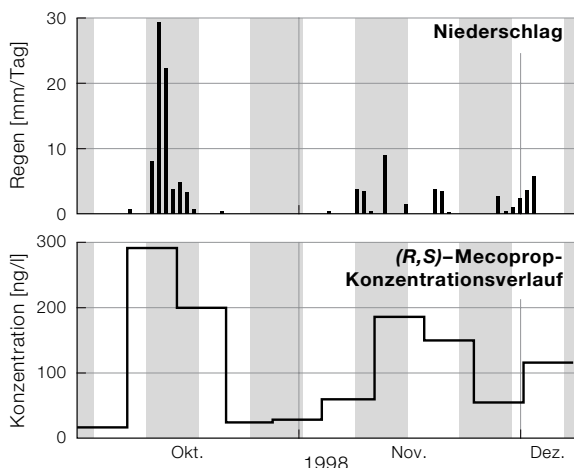 30
Niederschlag
20
10
0
Regen [mm/Tag]
300
(R,S)–Mecoprop-
Konzentrationsverlauf
200
100
0
Konzentration [ng/l]
Okt.
Nov.
Dez.
1998